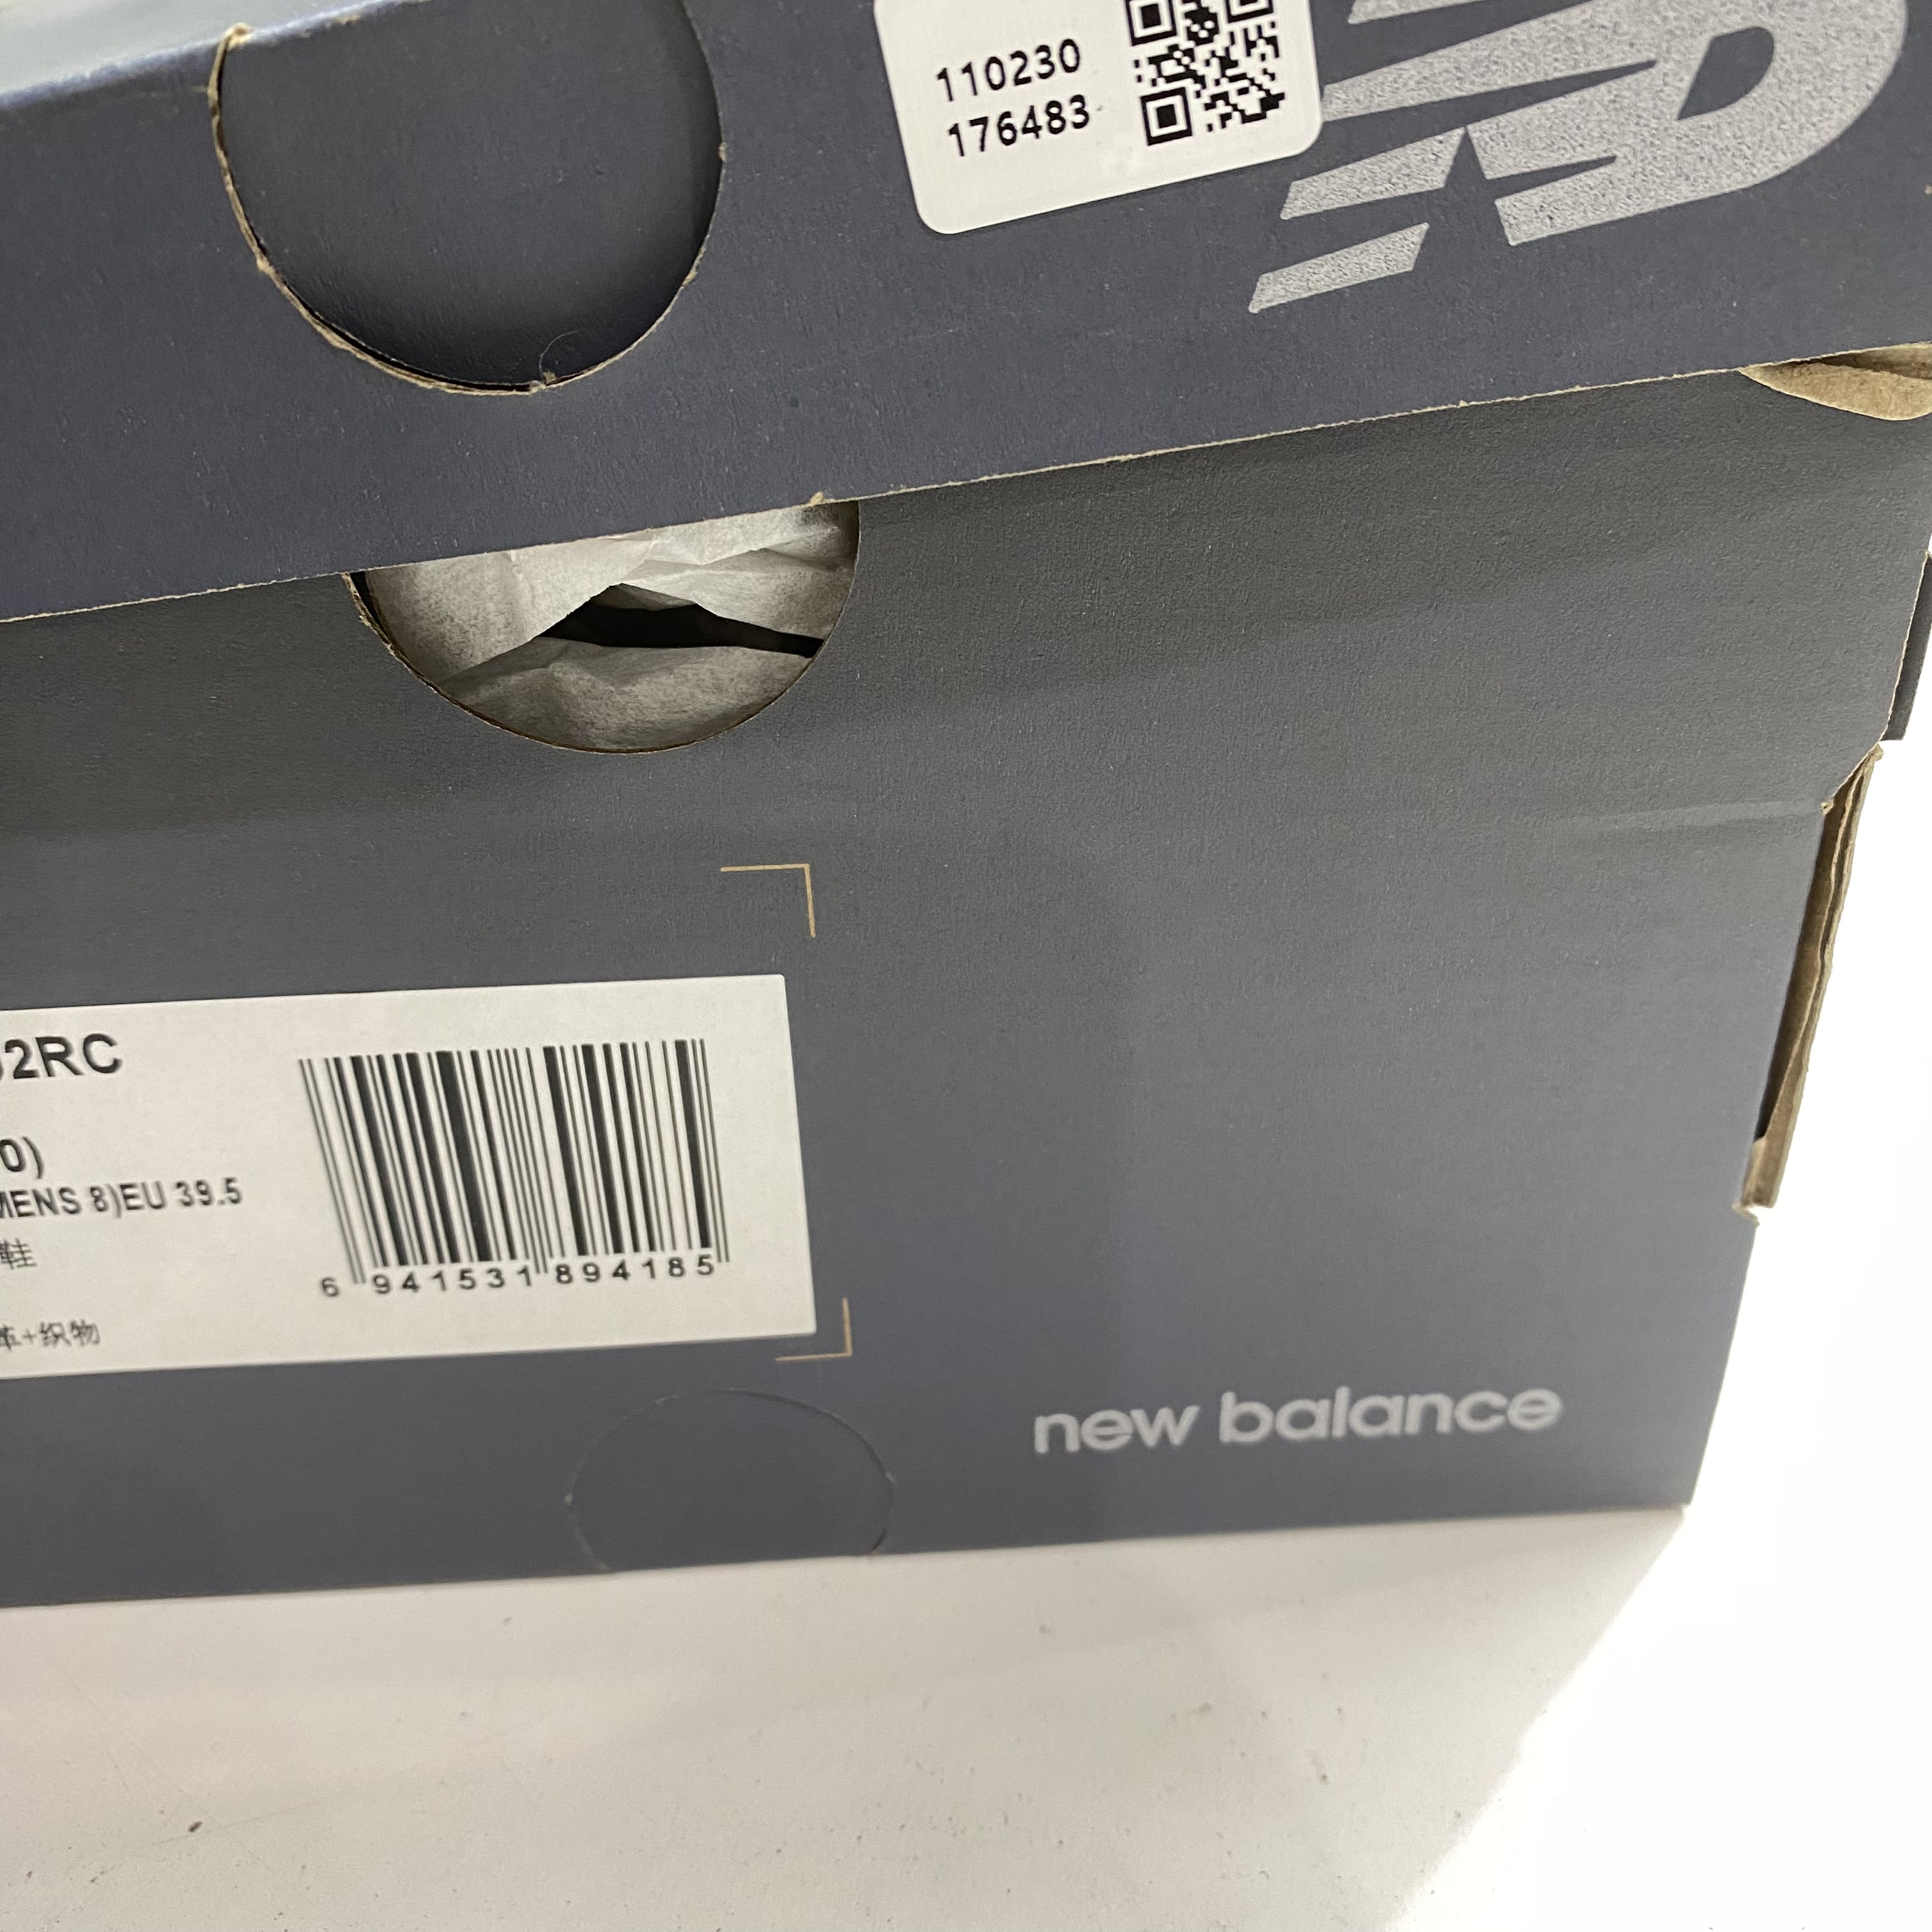 110230
176483
2RC
0)
MENS 8)EU 39.5
鞋
革+织物
6 941531 894185
new balance